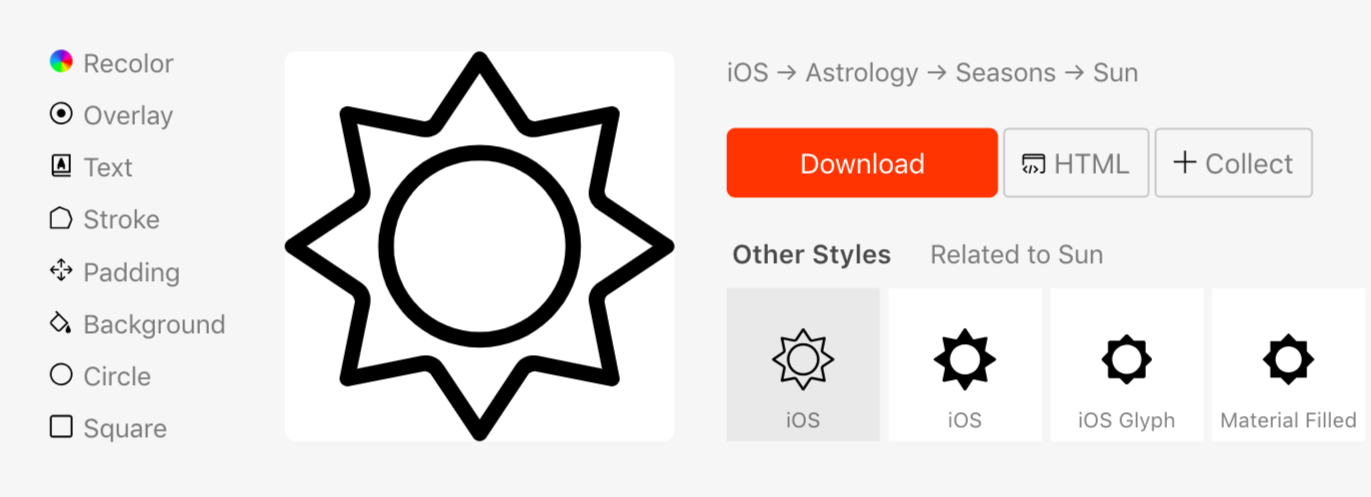 Recolor
Overlay
Text
Stroke
Padding
Background
Circle
Square
iOS → Astrology → Seasons → Sun
Download
HTML
+ Collect
Other Styles
Related to Sun
iOS
iOS
iOS Glyph
Material Filled